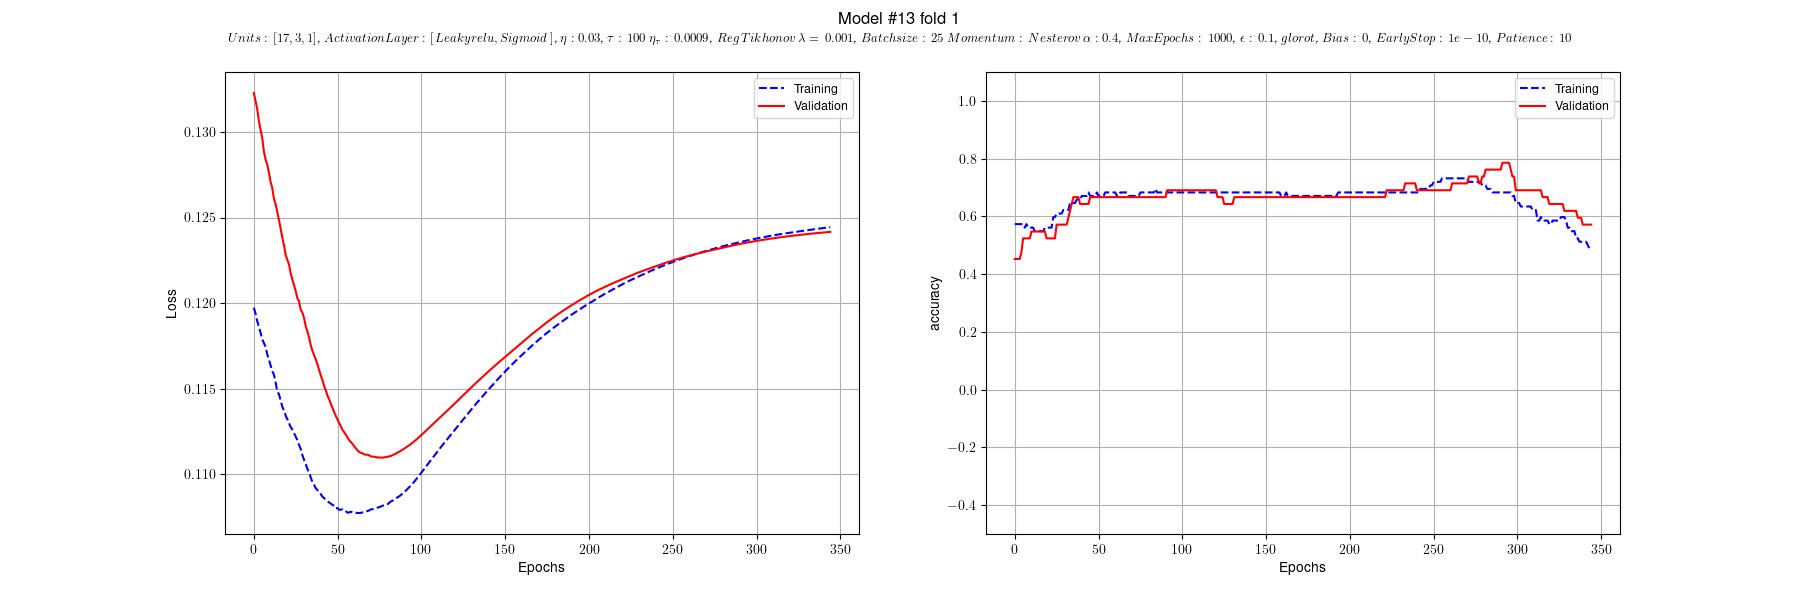 Model #13 fold 1
Units : [17, 3, 1], ActivationLayer : [Leakyrelu, Sigmoid ], η : 0.03, τ : 100 ητ : 0.0009, RegTikhonov λ = 0.001, Batchsize : 25 Momentum : Nesterov α : 0.4, MaxEpochs : 1000, ϵ : 0.1, glorot, Bias : 0, EarlyStop : 1e − 10, Patience : 10
Training
Validation
0.130
0.125
0.120
0.115
0.110
Loss
0 50 100 150 200 250 300 350
Epochs
Training
Validation
1.0
0.8
0.6
0.4
0.2
0.0
−0.2
−0.4
accuracy
0 50 100 150 200 250 300 350
Epochs